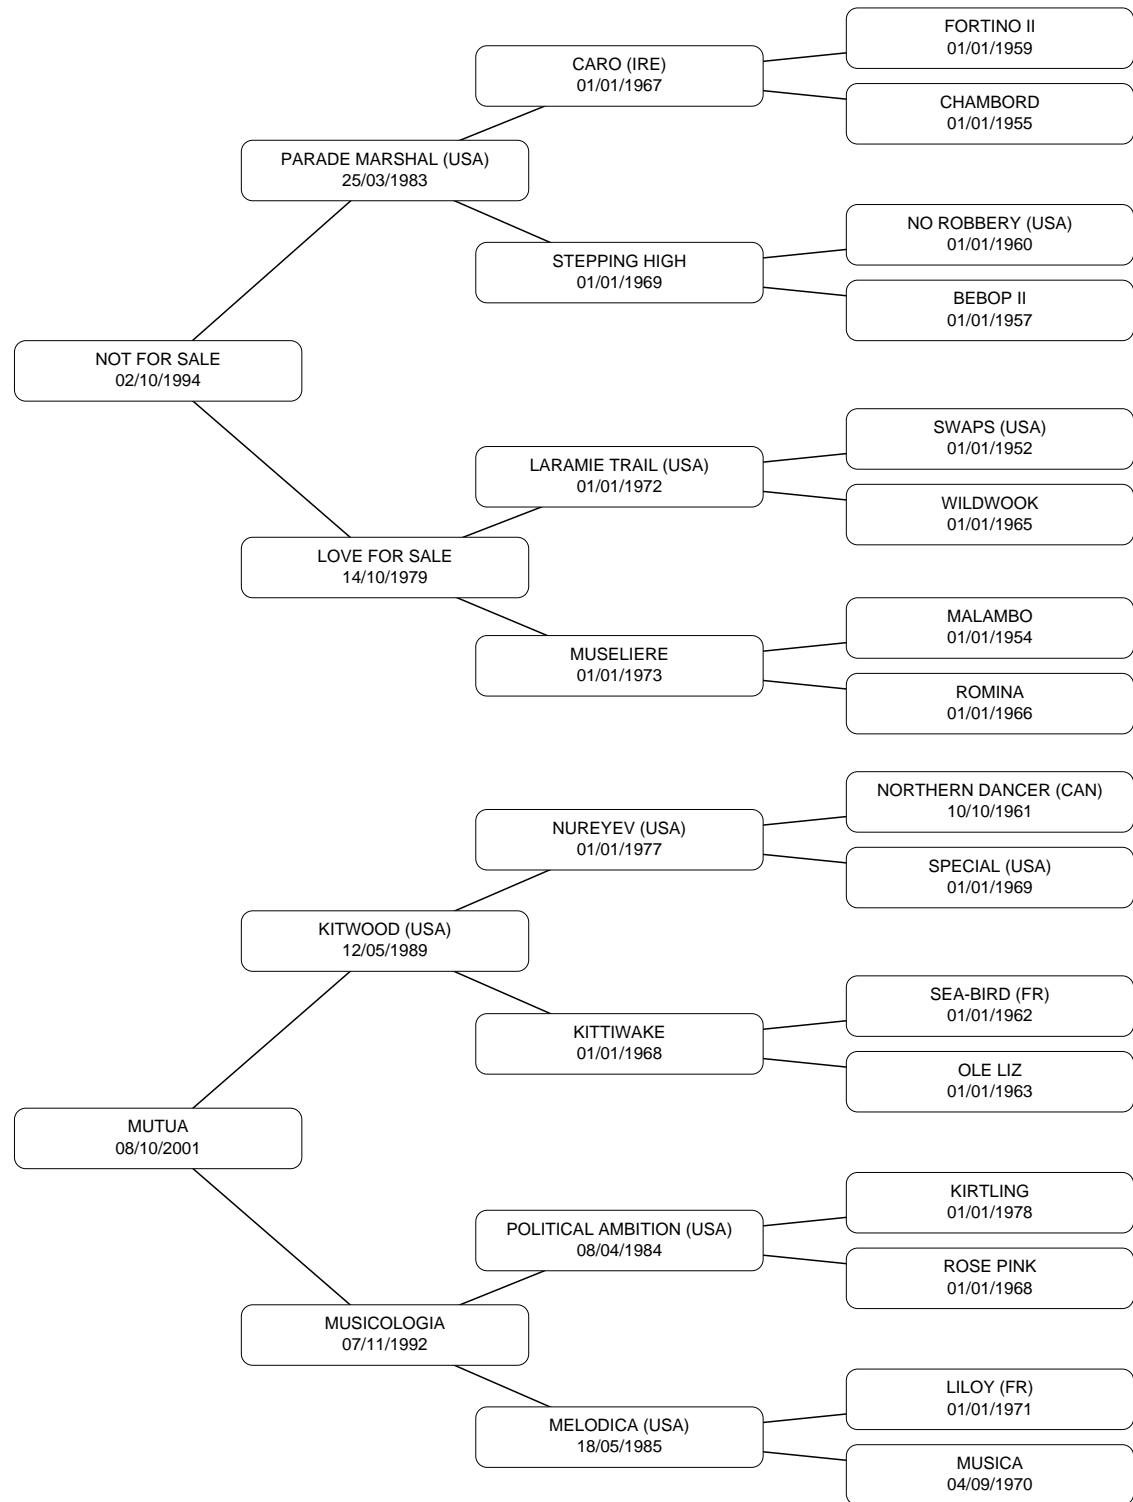 FORTINO II
01/01/1959
CARO (IRE)
01/01/1967
CHAMBORD
01/01/1955
PARADE MARSHAL (USA)
25/03/1983
NO ROBBERY (USA)
01/01/1960
STEPPING HIGH
01/01/1969
BEBOP II
01/01/1957
NOT FOR SALE
02/10/1994
SWAPS (USA)
01/01/1952
LARAMIE TRAIL (USA)
01/01/1972
WILDWOOK
01/01/1965
LOVE FOR SALE
14/10/1979
MALAMBO
01/01/1954
MUSELIERE
01/01/1973
ROMINA
01/01/1966
NORTHERN DANCER (CAN)
10/10/1961
NUREYEV (USA)
01/01/1977
SPECIAL (USA)
01/01/1969
KITWOOD (USA)
12/05/1989
SEA-BIRD (FR)
01/01/1962
KITTIWAKE
01/01/1968
OLE LIZ
01/01/1963
MUTUA
08/10/2001
KIRTLING
01/01/1978
POLITICAL AMBITION (USA)
08/04/1984
ROSE PINK
01/01/1968
MUSICOLOGIA
07/11/1992
LILOY (FR)
01/01/1971
MELODICA (USA)
18/05/1985
MUSICA
04/09/1970